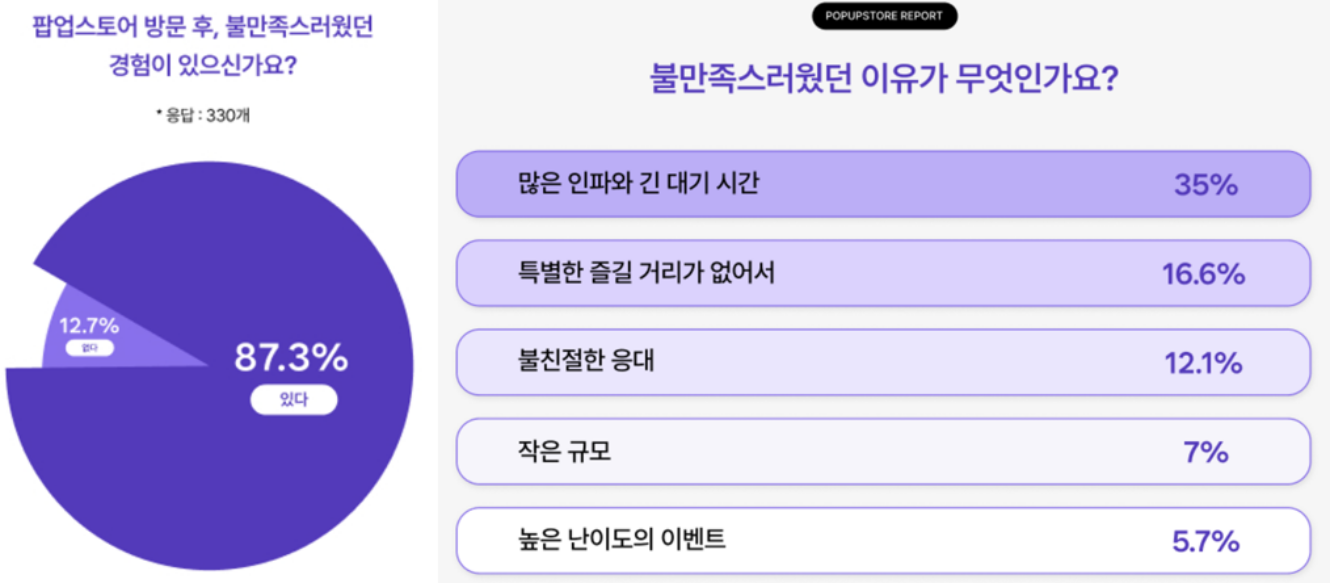 팝업스토어 방문 후, 불만족스러웠던
경험이 있으신가요?
* 응답 : 330개
12.7%
없다
87.3%
있다
POPUPSTORE REPORT
불만족스러웠던 이유가 무엇인가요?
많은 인파와 긴 대기 시간 35%
특별한 즐길 거리가 없어서 16.6%
불친절한 응대 12.1%
작은 규모 7%
높은 난이도의 이벤트 5.7%